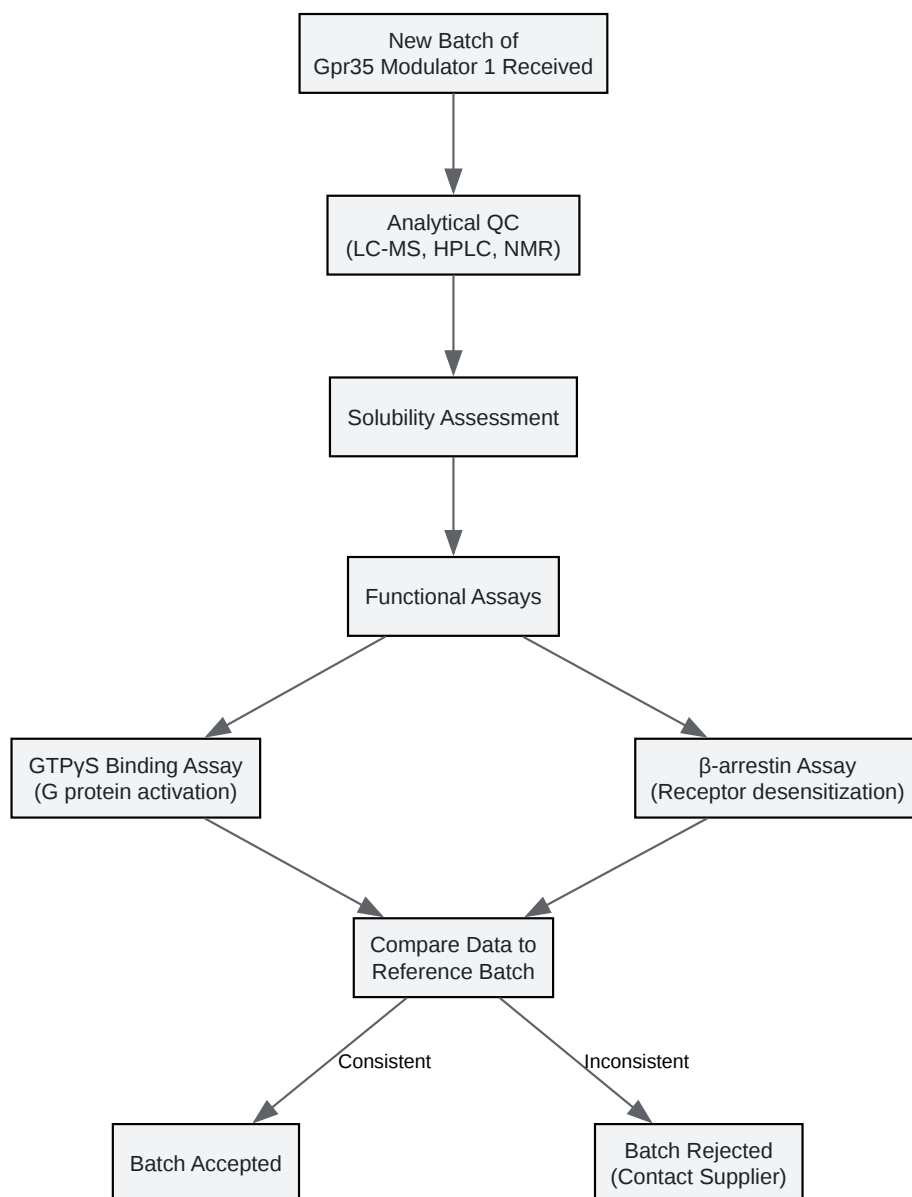 New Batch of
Gpr35 Modulator 1 Received
Analytical QC
(LC-MS, HPLC, NMR)
Solubility Assessment
Functional Assays
GTPγS Binding Assay
(G protein activation)
β-arrestin Assay
(Receptor desensitization)
Compare Data to
Reference Batch
Consistent
Inconsistent
Batch Accepted
Batch Rejected
(Contact Supplier)